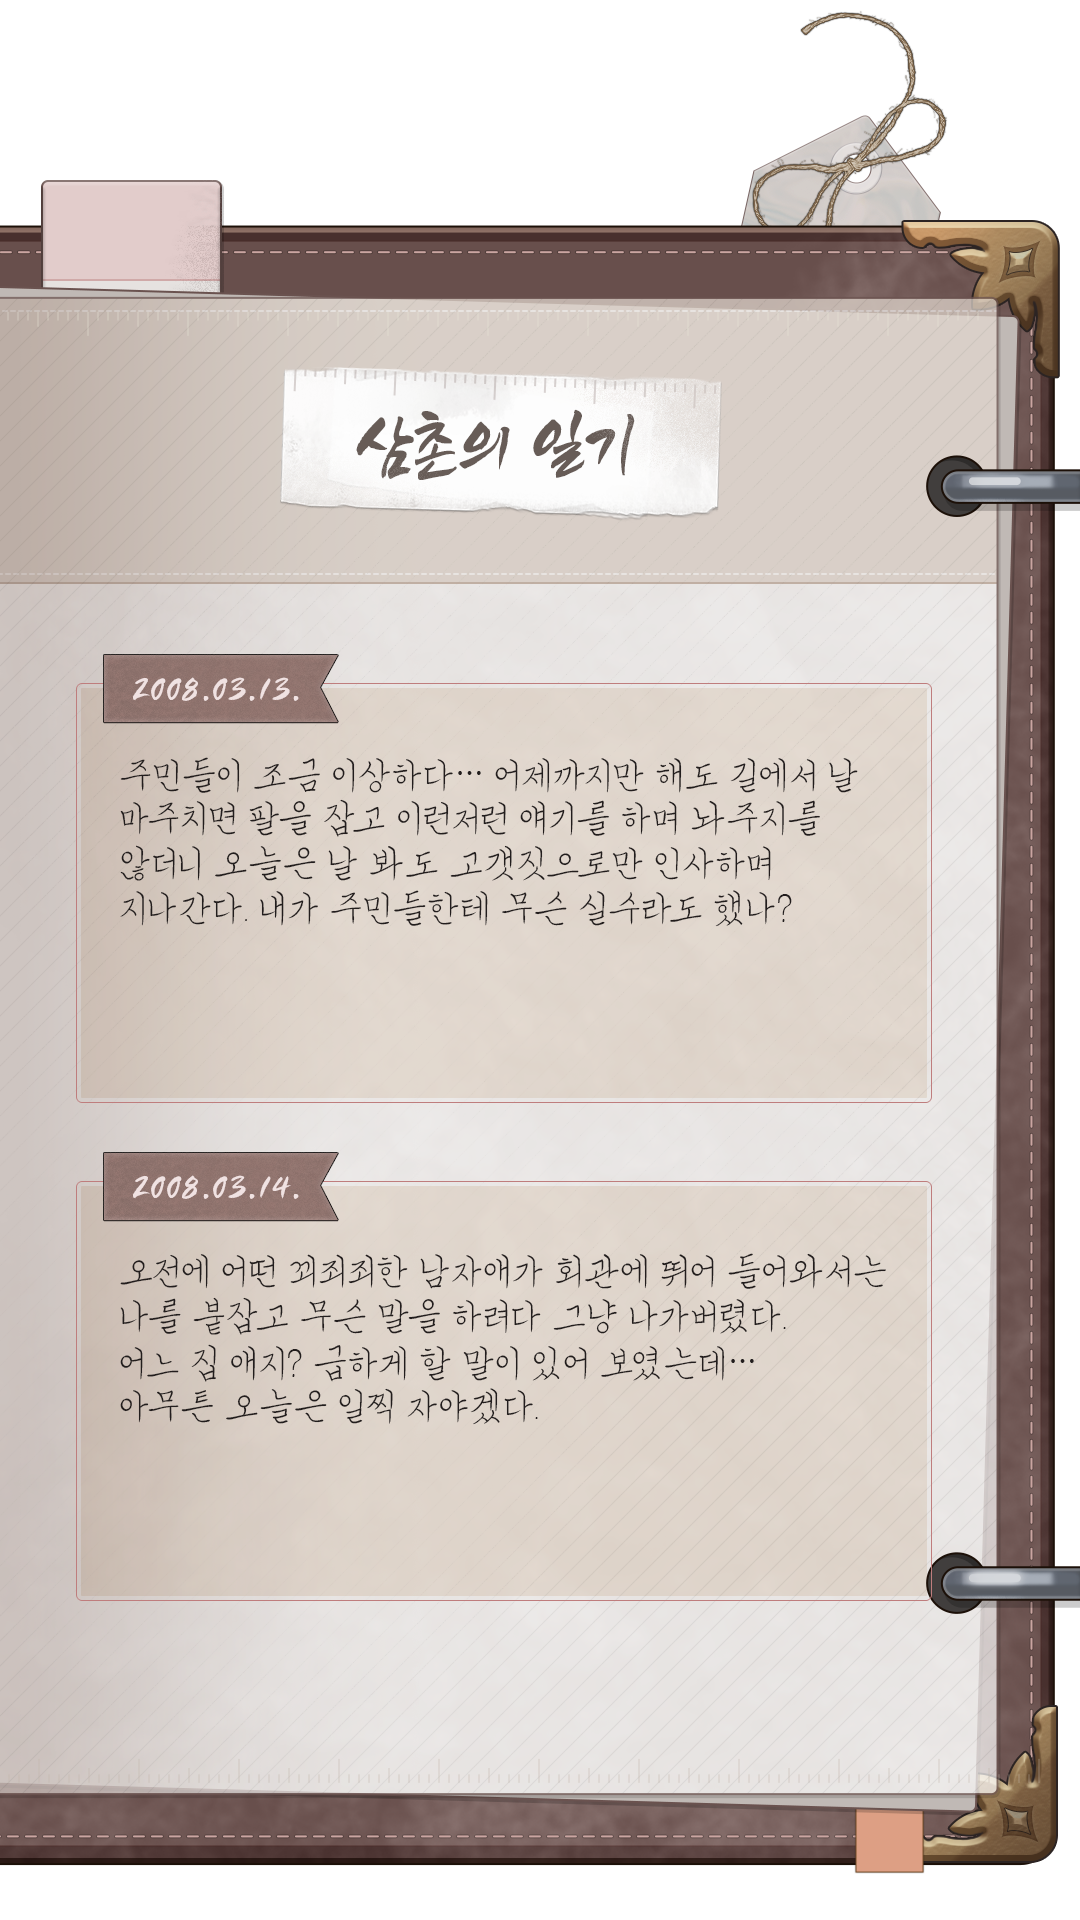 삼촌의 일기
2008.03.13.
주민들이 조금 이상하다… 어제까지만 해도 길에서 날
마주치면 팔을 잡고 이런저런 얘기를 하며 놔주지를
않더니 오늘은 날 봐도 고갯짓으로만 인사하며
지나간다. 내가 주민들한테 무슨 실수라도 했나?
2008.03.14.
오전에 어떤 꾀죄죄한 남자애가 회관에 뛰어 들어와서는
나를 붙잡고 무슨 말을 하려다 그냥 나가버렸다.
어느 집 애지? 급하게 할 말이 있어 보였는데…
아무튼 오늘은 일찍 자야겠다.